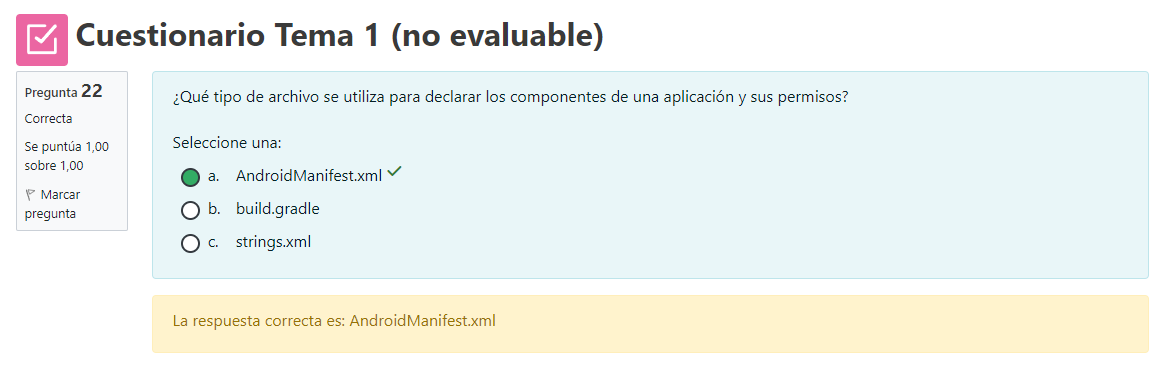 Cuestionario Tema 1 (no evaluable)
Pregunta 22
Correcta
Se puntúa 1,00
sobre 1,00
Marcar
pregunta
¿Qué tipo de archivo se utiliza para declarar los componentes de una aplicación y sus permisos?
Seleccione una:
a. AndroidManifest.xml
b. build.gradle
c. strings.xml
La respuesta correcta es: AndroidManifest.xml